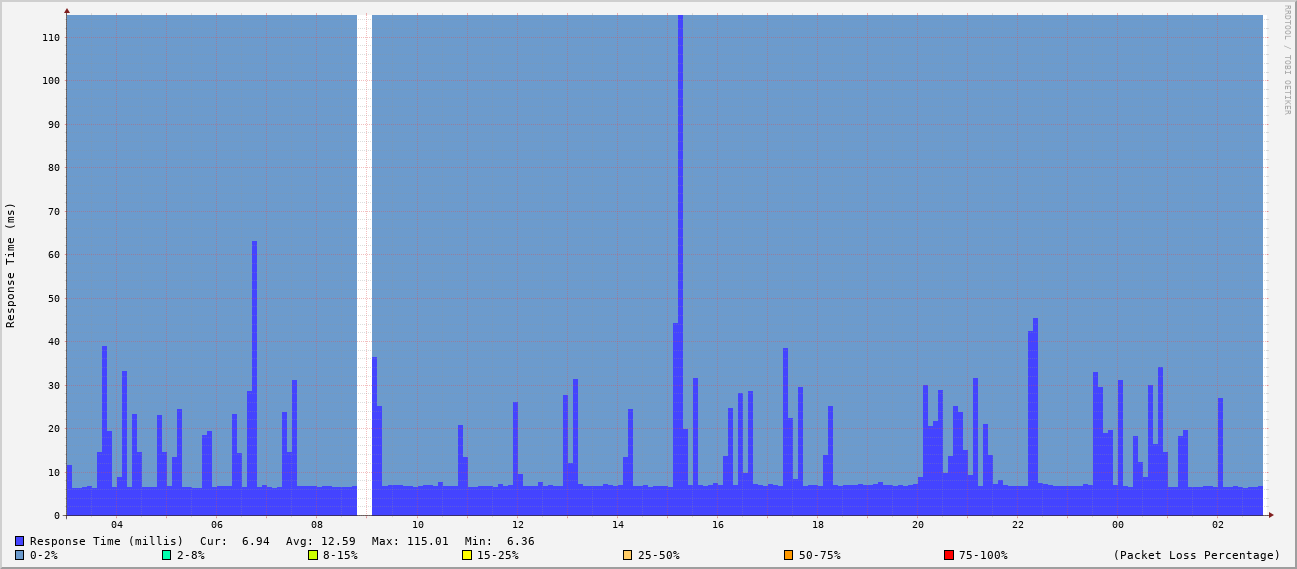 RRDTOOL / TOBI OETIKER
Response Time (ms)
110
100
90
80
70
60
50
40
30
20
10
0
04 06 08 10 12 14 16 18 20 22 00 02
Response Time (millis) Cur: 6.94 Avg: 12.59 Max: 115.01 Min: 6.36
0-2% 2-8% 8-15% 15-25% 25-50% 50-75% 75-100% (Packet Loss Percentage)